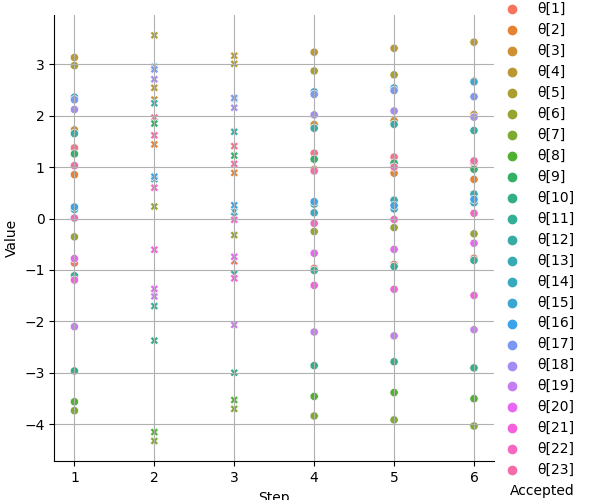 θ[1]
θ[2]
θ[3]
θ[4]
θ[5]
θ[6]
θ[7]
θ[8]
θ[9]
θ[10]
θ[11]
θ[12]
θ[13]
θ[14]
θ[15]
θ[16]
θ[17]
θ[18]
θ[19]
θ[20]
θ[21]
θ[22]
θ[23]
Accepted
Value
3
2
1
0
−1
−2
−3
−4
1 2 3 4 5 6
Step